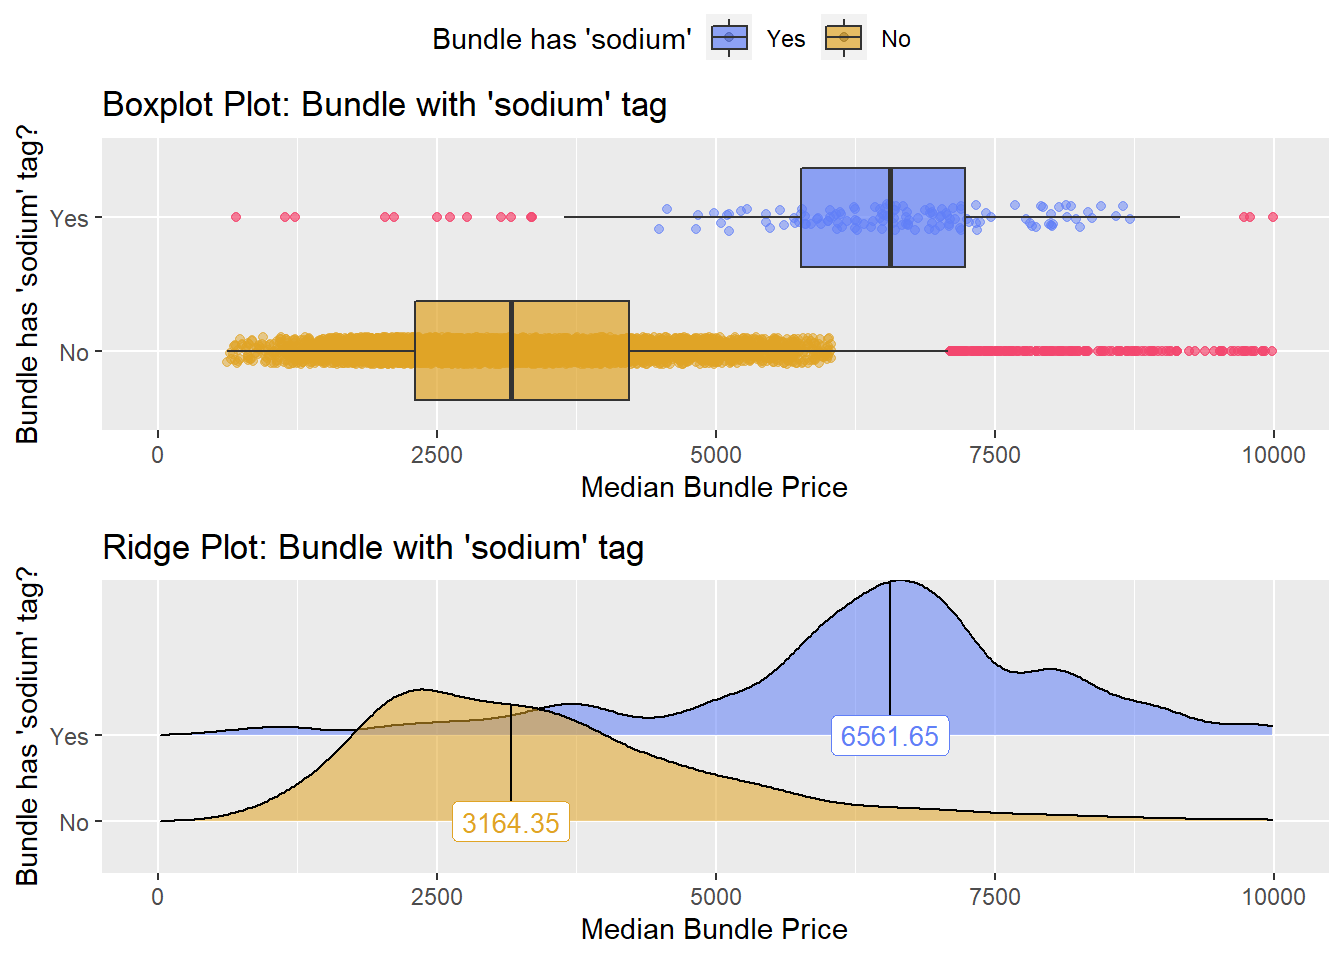 Bundle has 'sodium' Yes No
Boxplot Plot: Bundle with 'sodium' tag
Bundle has 'sodium' tag?
Yes
No
0 2500 5000 7500 10000
Median Bundle Price
Ridge Plot: Bundle with 'sodium' tag
Bundle has 'sodium' tag?
Yes
6561.65
No
3164.35
0 2500 5000 7500 10000
Median Bundle Price